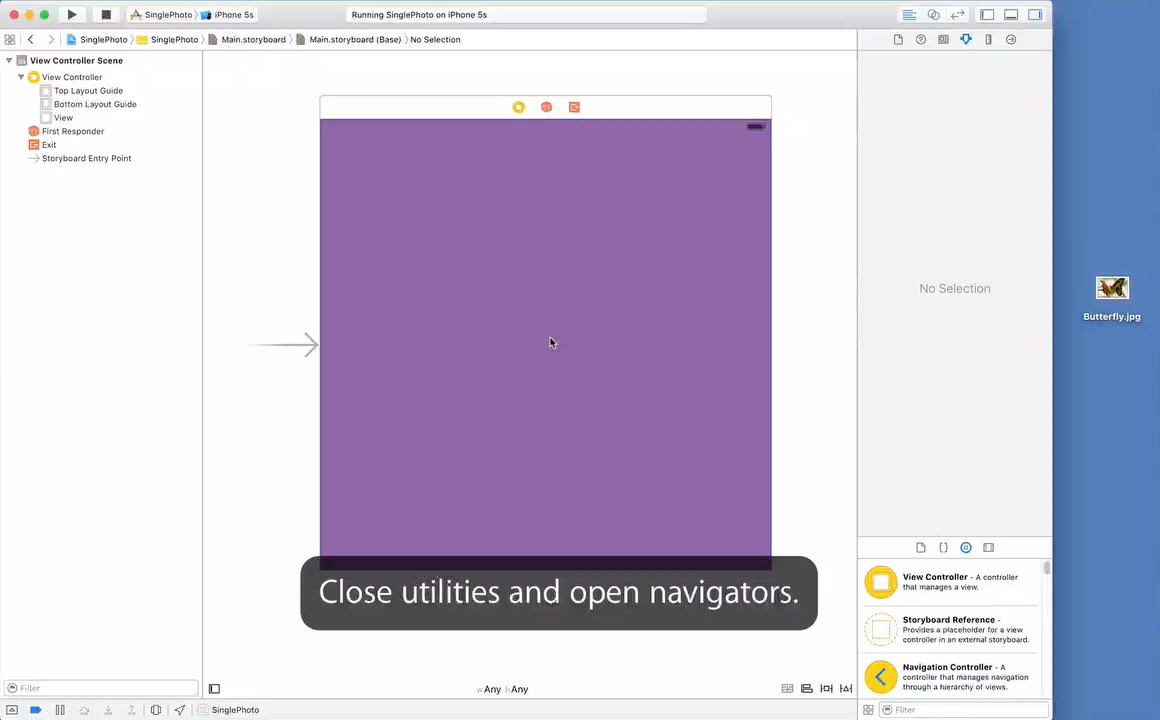 SinglePhoto iPhone 5s
Running SinglePhoto on iPhone 5s
SinglePhoto SinglePhoto Main.storyboard Main.storyboard (Base) No Selection
View Controller Scene
View Controller
Top Layout Guide
Bottom Layout Guide
View
First Responder
Exit
Storyboard Entry Point
No Selection
Butterfly.jpg
Close utilities and open navigators.
View Controller - A controller
that manages a view.
Storyboard Reference -
Provides a placeholder for a view
controller in an external storyboard.
Navigation Controller - A
controller that manages navigation
through a hierarchy of views.
Filter
wAny hAny
SinglePhoto
Filter